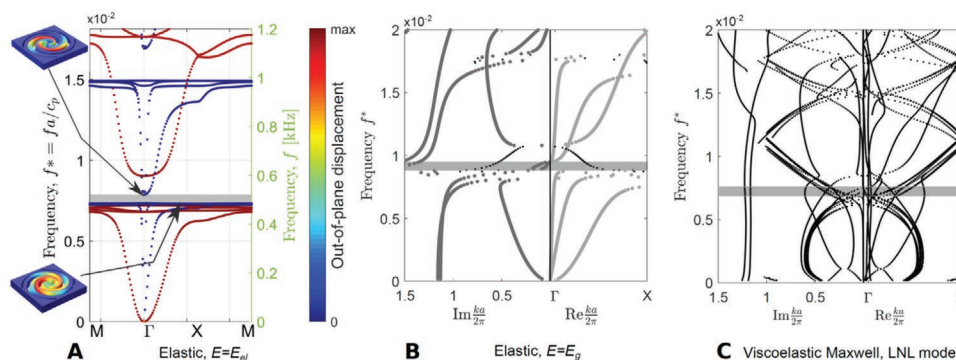 x10⁻²
1.5
1
0.5
0
Frequency, f* = fa/c_p
M Γ X M
1.2
1
0.8
0.6
0.4
0.2
0
Frequency, f [kHz]
max
0
Out-of-plane displacement
A Elastic, E=E_el
x10⁻²
2
1.5
1
0.5
0
Frequency f*
1.5 1 0.5 Γ X
Im ka/2π Re ka/2π
B Elastic, E=E_g
x10⁻²
2
1.5
1
0.5
0
Frequency f*
1.5 1 0.5 Γ X
Im ka/2π Re ka/2π
C Viscoelastic Maxwell, LNL mode